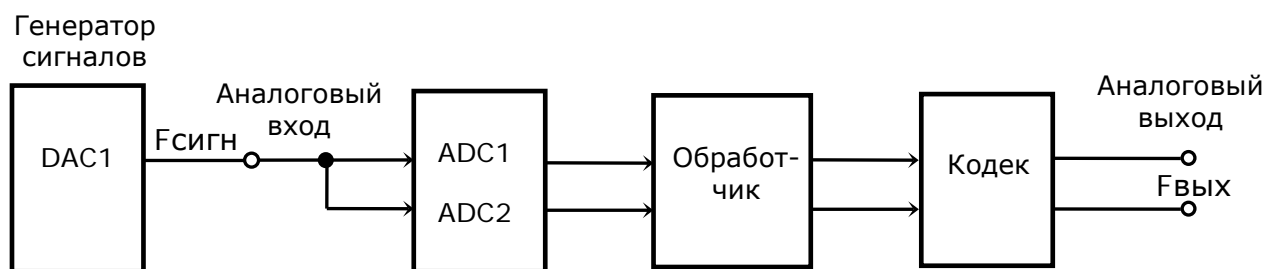 Генератор
сигналов
DAC1
Fсигн
Аналоговый
вход
ADC1
ADC2
Обработ-
чик
Кодек
Аналоговый
выход
Fвых